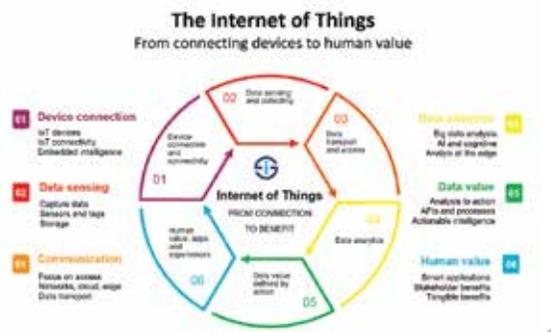 The Internet of Things
From connecting devices to human value
01 Device connection
IoT devices
IoT connectivity
Embedded intelligence
02 Data sensing
Capture data
Sensors and tags
Storage
Communication
Focus on access
Networks, cloud, edge
Data transport
01
Device
connection
and
connectivity
02
Data sensing
and collecting
03
Data
transport
and access
04
Data analytics
05
Data value
defined by
action
06
Human
value, apps
and
experiences
Internet of Things
FROM CONNECTION
TO BENEFIT
Data analytics
Big data analysis
AI and cognitive
Analysis at the edge
Data value 05
Analysis to action
APIs and processes
Actionable intelligence
Human value
Smart applications
Stakeholder benefits
Tangible benefits